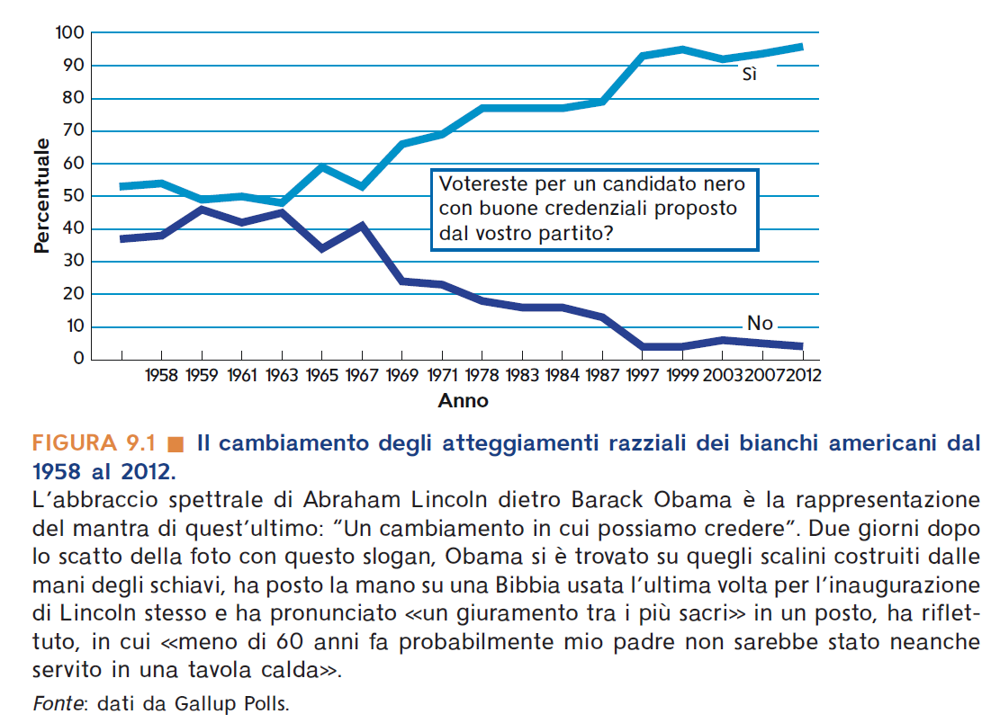 100
90
80
70
60
50
40
30
20
10
0
Percentuale
Sì
Votereste per un candidato nero
con buone credenziali proposto
dal vostro partito?
No
1958 1959 1961 1963 1965 1967 1969 1971 1978 1983 1984 1987 1997 1999 2003 2007 2012
Anno
FIGURA 9.1 ■ Il cambiamento degli atteggiamenti razziali dei bianchi americani dal
1958 al 2012.
L'abbraccio spettrale di Abraham Lincoln dietro Barack Obama è la rappresentazione
del mantra di quest'ultimo: “Un cambiamento in cui possiamo credere”. Due giorni dopo
lo scatto della foto con questo slogan, Obama si è trovato su quegli scalini costruiti dalle
mani degli schiavi, ha posto la mano su una Bibbia usata l'ultima volta per l'inaugurazione
di Lincoln stesso e ha pronunciato «un giuramento tra i più sacri» in un posto, ha riflet-
tuto, in cui «meno di 60 anni fa probabilmente mio padre non sarebbe stato neanche
servito in una tavola calda».
Fonte: dati da Gallup Polls.